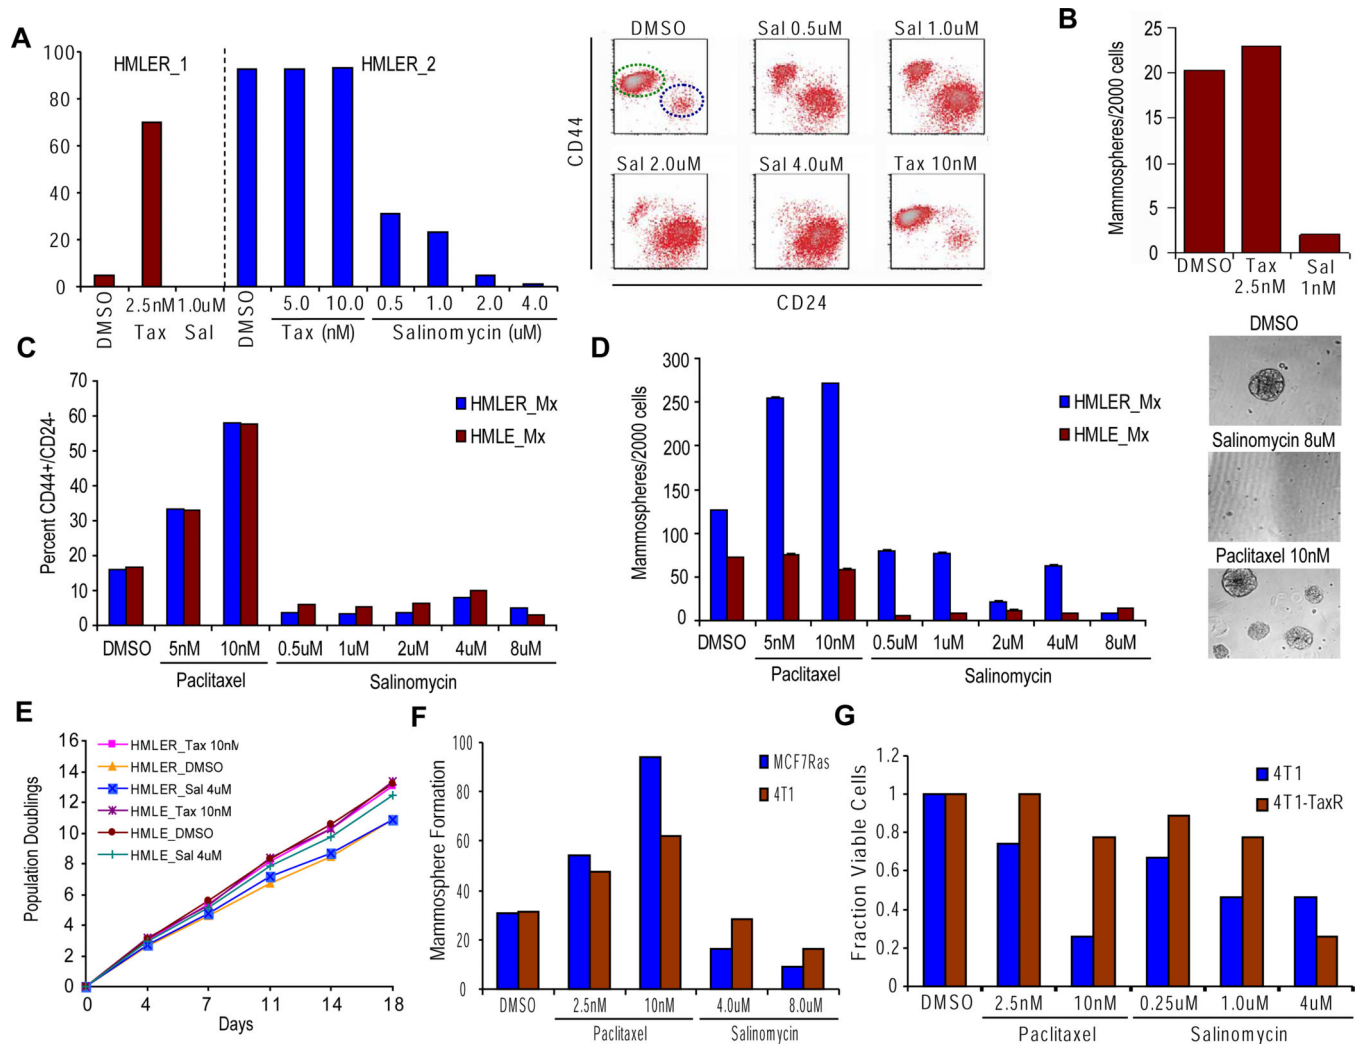 A
HMLER_1
HMLER_2
100
80
60
40
20
0
DMSO
2.5nM
1.0uM
Tax
Sal
DMSO
5.0
10.0
0.5
1.0
2.0
4.0
Tax (nM)
Salinomycin (uM)
DMSO
Sal 0.5uM
Sal 1.0uM
Sal 2.0uM
Sal 4.0uM
Tax 10nM
CD44
CD24
B
Mammospheres/2000 cells
25
20
15
10
5
0
DMSO
Tax
2.5nM
Sal
1nM
C
Percent CD44+/CD24-
70
60
50
40
30
20
10
0
HMLER_Mx
HMLE_Mx
DMSO
5nM
10nM
0.5uM
1uM
2uM
4uM
8uM
Paclitaxel
Salinomycin
D
Mammospheres/2000 cells
300
250
200
150
100
50
0
HMLER_Mx
HMLE_Mx
DMSO
5nM
10nM
0.5uM
1uM
2uM
4uM
8uM
Paclitaxel
Salinomycin
DMSO
Salinomycin 8uM
Paclitaxel 10nM
E
Population Doublings
16
14
12
10
8
6
4
2
0
HMLER_Tax 10nM
HMLER_DMSO
HMLER_Sal 4uM
HMLE_Tax 10nM
HMLE_DMSO
HMLE_Sal 4uM
0
4
7
11
14
18
Days
F
Mammosphere Formation
100
80
60
40
20
0
MCF7Ras
4T1
DMSO
2.5nM
10nM
4.0uM
8.0uM
Paclitaxel
Salinomycin
G
Fraction Viable Cells
1.2
1
0.8
0.6
0.4
0.2
0
4T1
4T1-TaxR
DMSO
2.5nM
10nM
0.25uM
1.0uM
4uM
Paclitaxel
Salinomycin